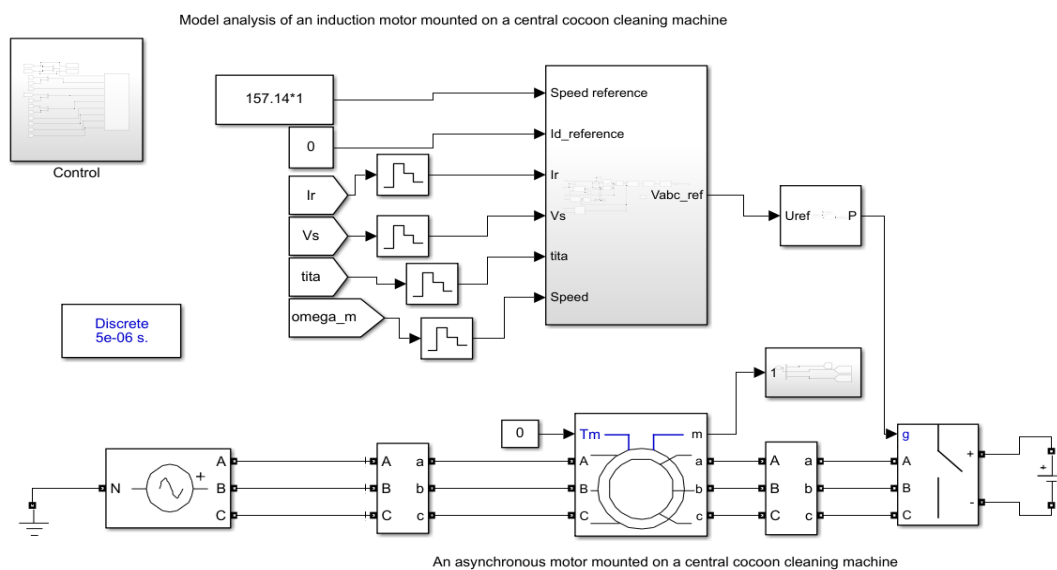 Model analysis of an induction motor mounted on a central cocoon cleaning machine
Control
157.14*1
0
Ir
Vs
tita
omega_m
Speed reference
Id_reference
Ir
Vs
tita
Speed
Vabc_ref
Uref P
Discrete
5e-06 s.
1
0
Tm m
g
N
A
B
C
+
A a
B b
C c
A a
B b
C c
A a
B b
C c
A
B
C
+
-
+
An asynchronous motor mounted on a central cocoon cleaning machine